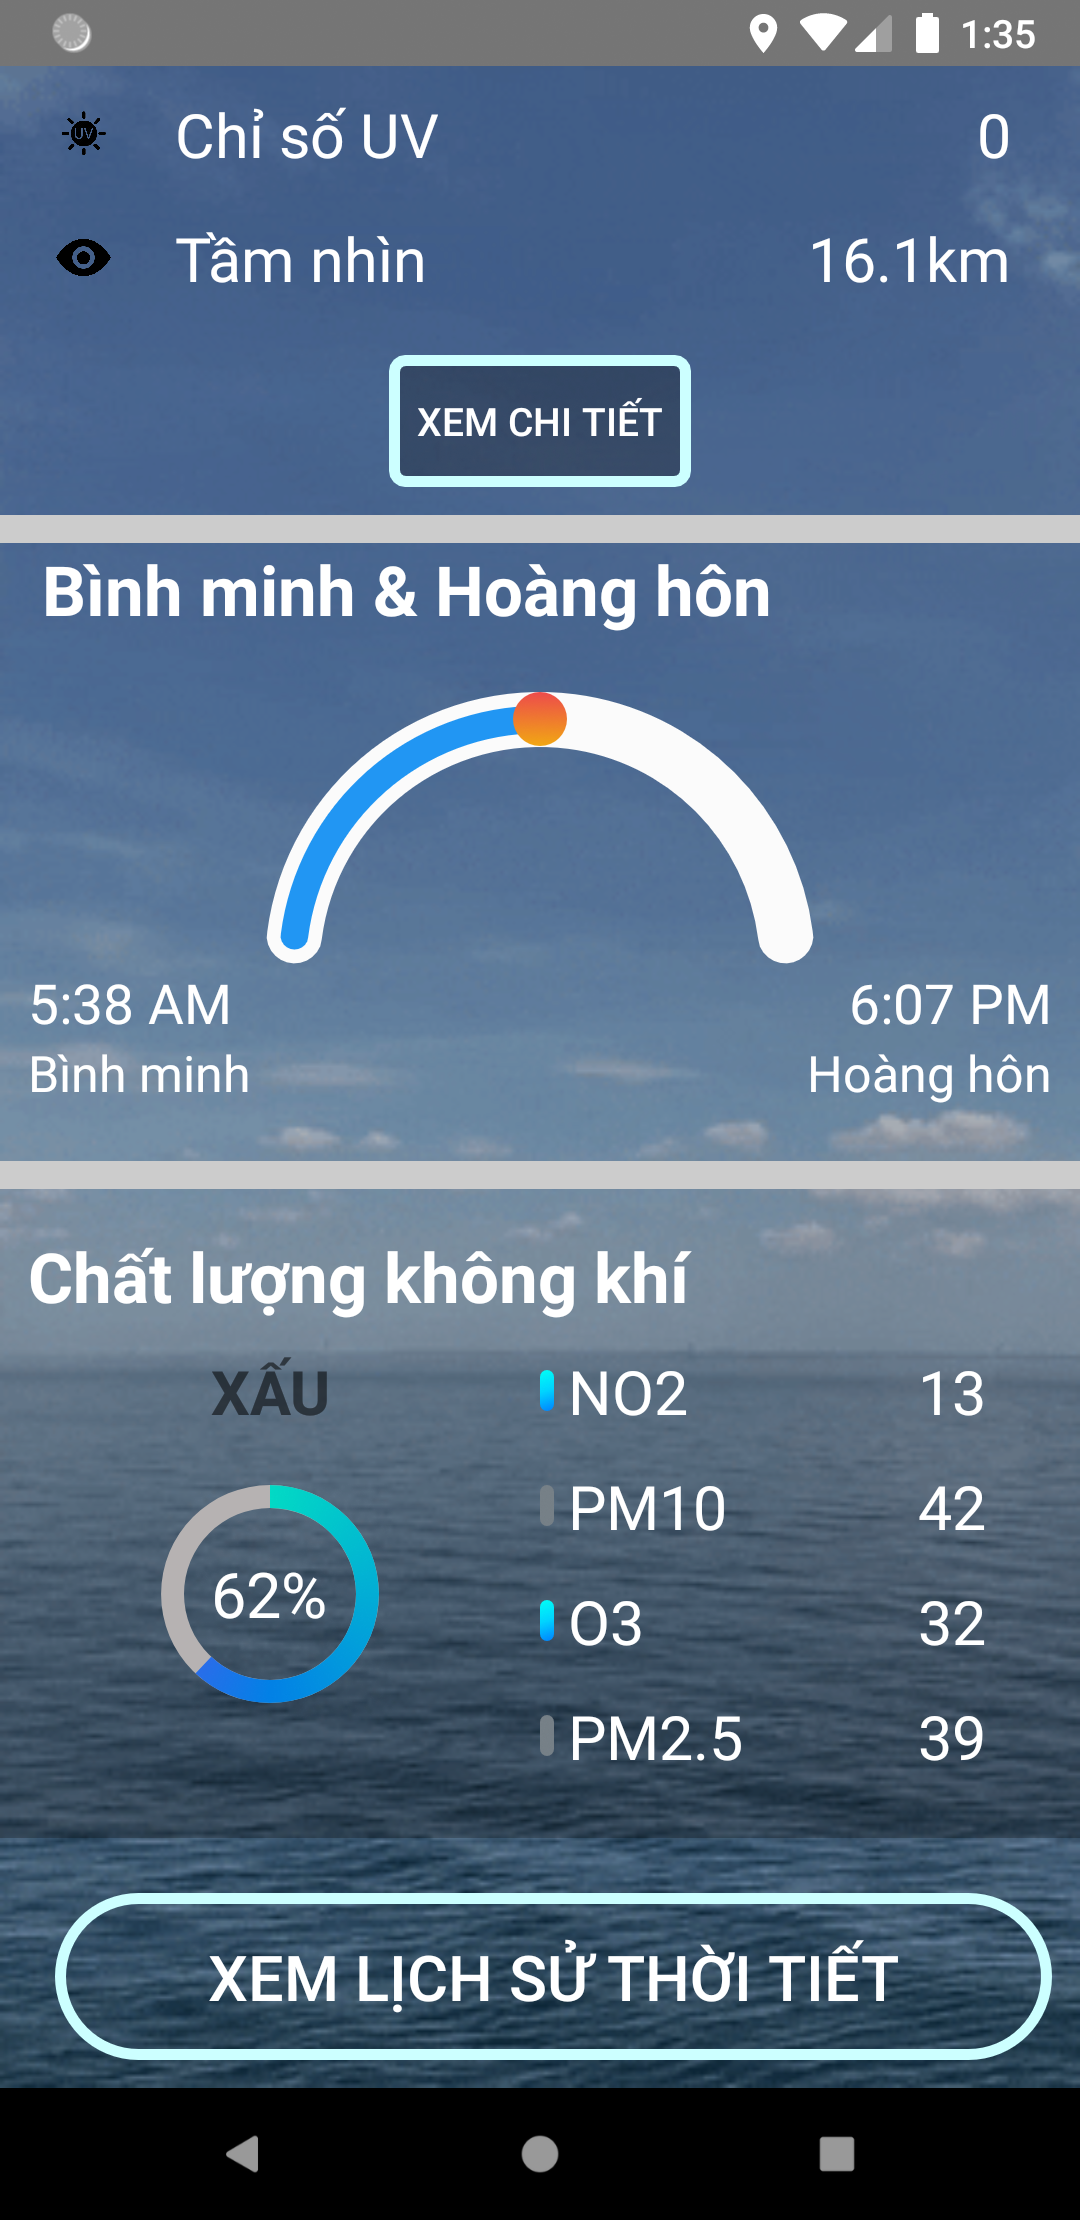 1:35
UV
Chỉ số UV 0
Tầm nhìn 16.1km
XEM CHI TIẾT
Bình minh & Hoàng hôn
5:38 AM 6:07 PM
Bình minh Hoàng hôn
Chất lượng không khí
XẤU
NO2 13
PM10 42
62%
O3 32
PM2.5 39
XEM LỊCH SỬ THỜI TIẾT